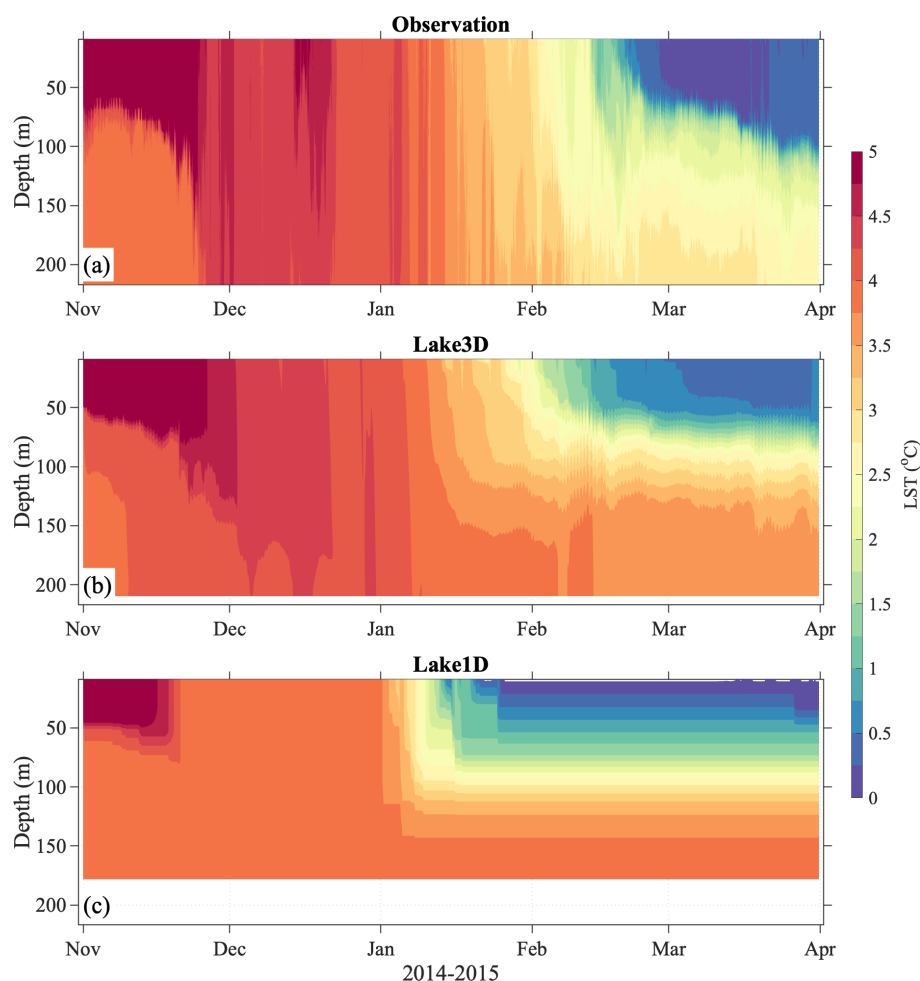 Observation
50
100
150
200
Depth (m)
(a)
Nov
Dec
Jan
Feb
Mar
Apr
Lake3D
50
100
150
200
Depth (m)
(b)
Nov
Dec
Jan
Feb
Mar
Apr
Lake1D
50
100
150
200
Depth (m)
(c)
Nov
Dec
Jan
Feb
Mar
Apr
2014-2015
5
4.5
4
3.5
3
2.5
2
1.5
1
0.5
0
LST (°C)